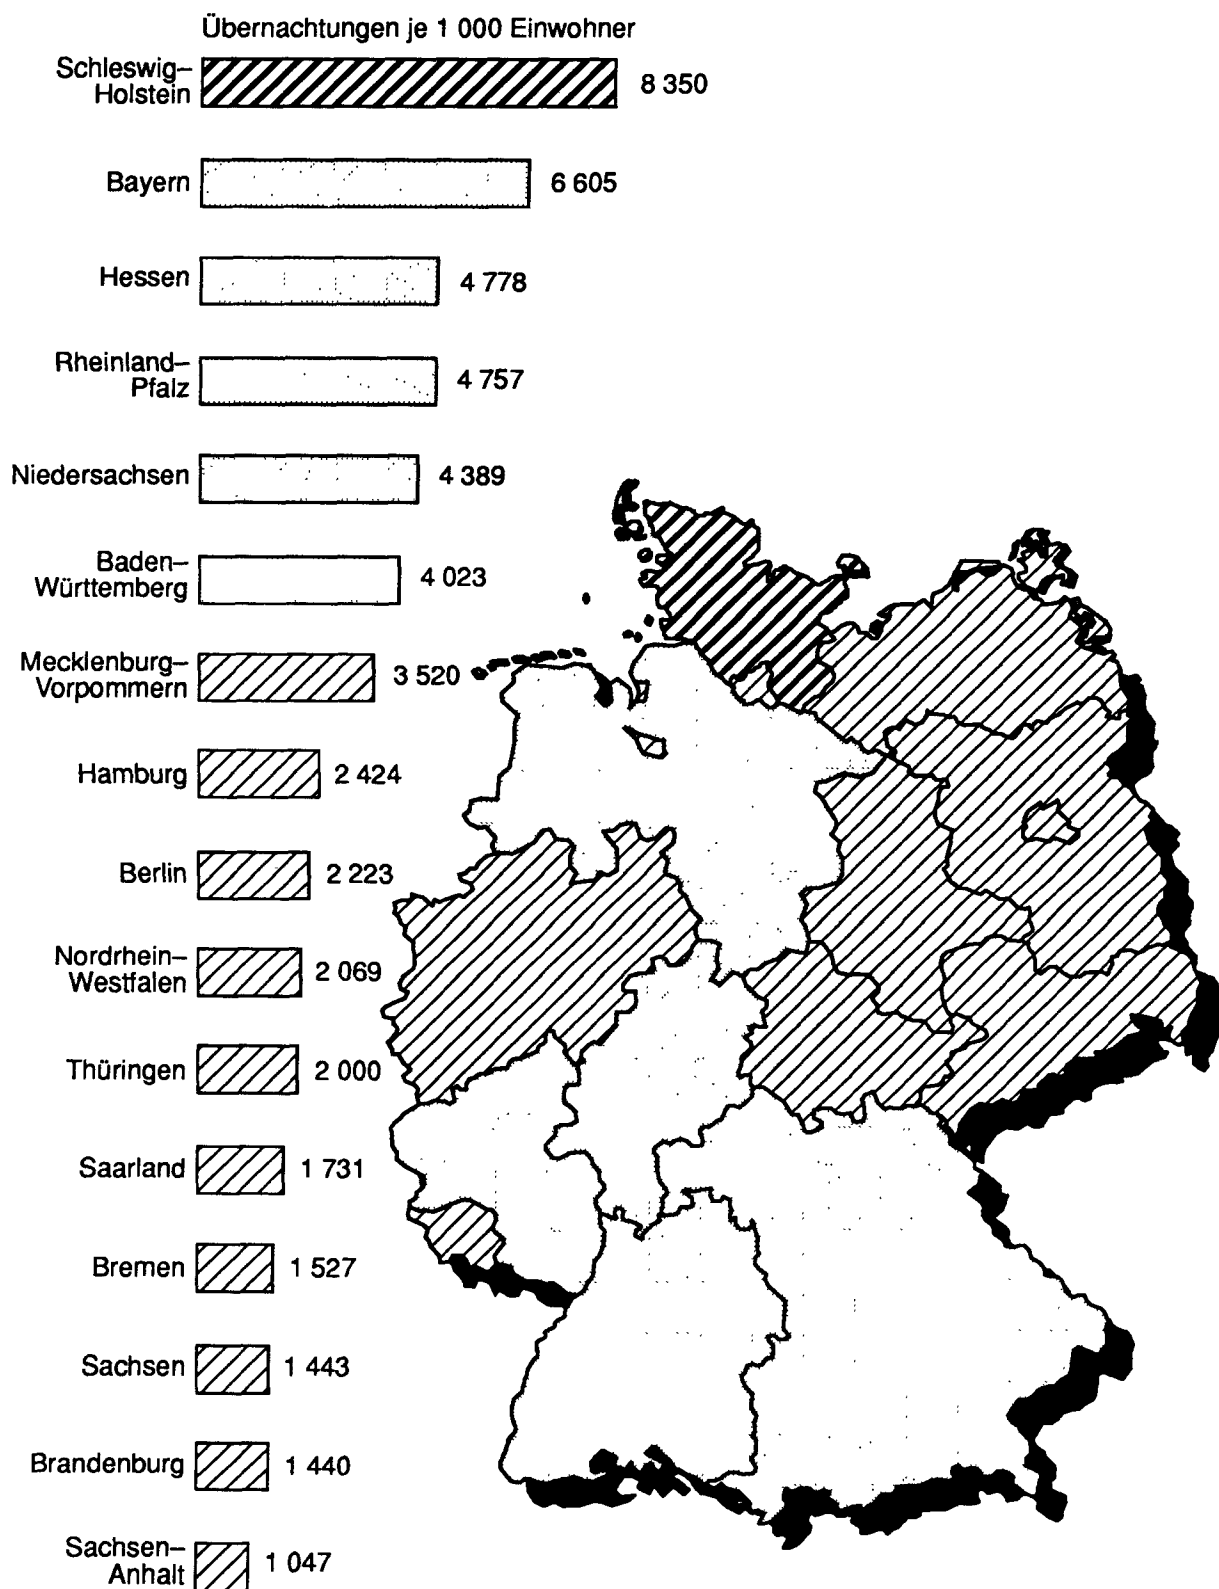 Übernachtungen je 1 000 Einwohner
Schleswig–
Holstein
8 350
Bayern
6 605
Hessen
4 778
Rheinland–
Pfalz
4 757
Niedersachsen
4 389
Baden–
Württemberg
4 023
Mecklenburg–
Vorpommern
3 520
Hamburg
2 424
Berlin
2 223
Nordrhein–
Westfalen
2 069
Thüringen
2 000
Saarland
1 731
Bremen
1 527
Sachsen
1 443
Brandenburg
1 440
Sachsen–
Anhalt
1 047